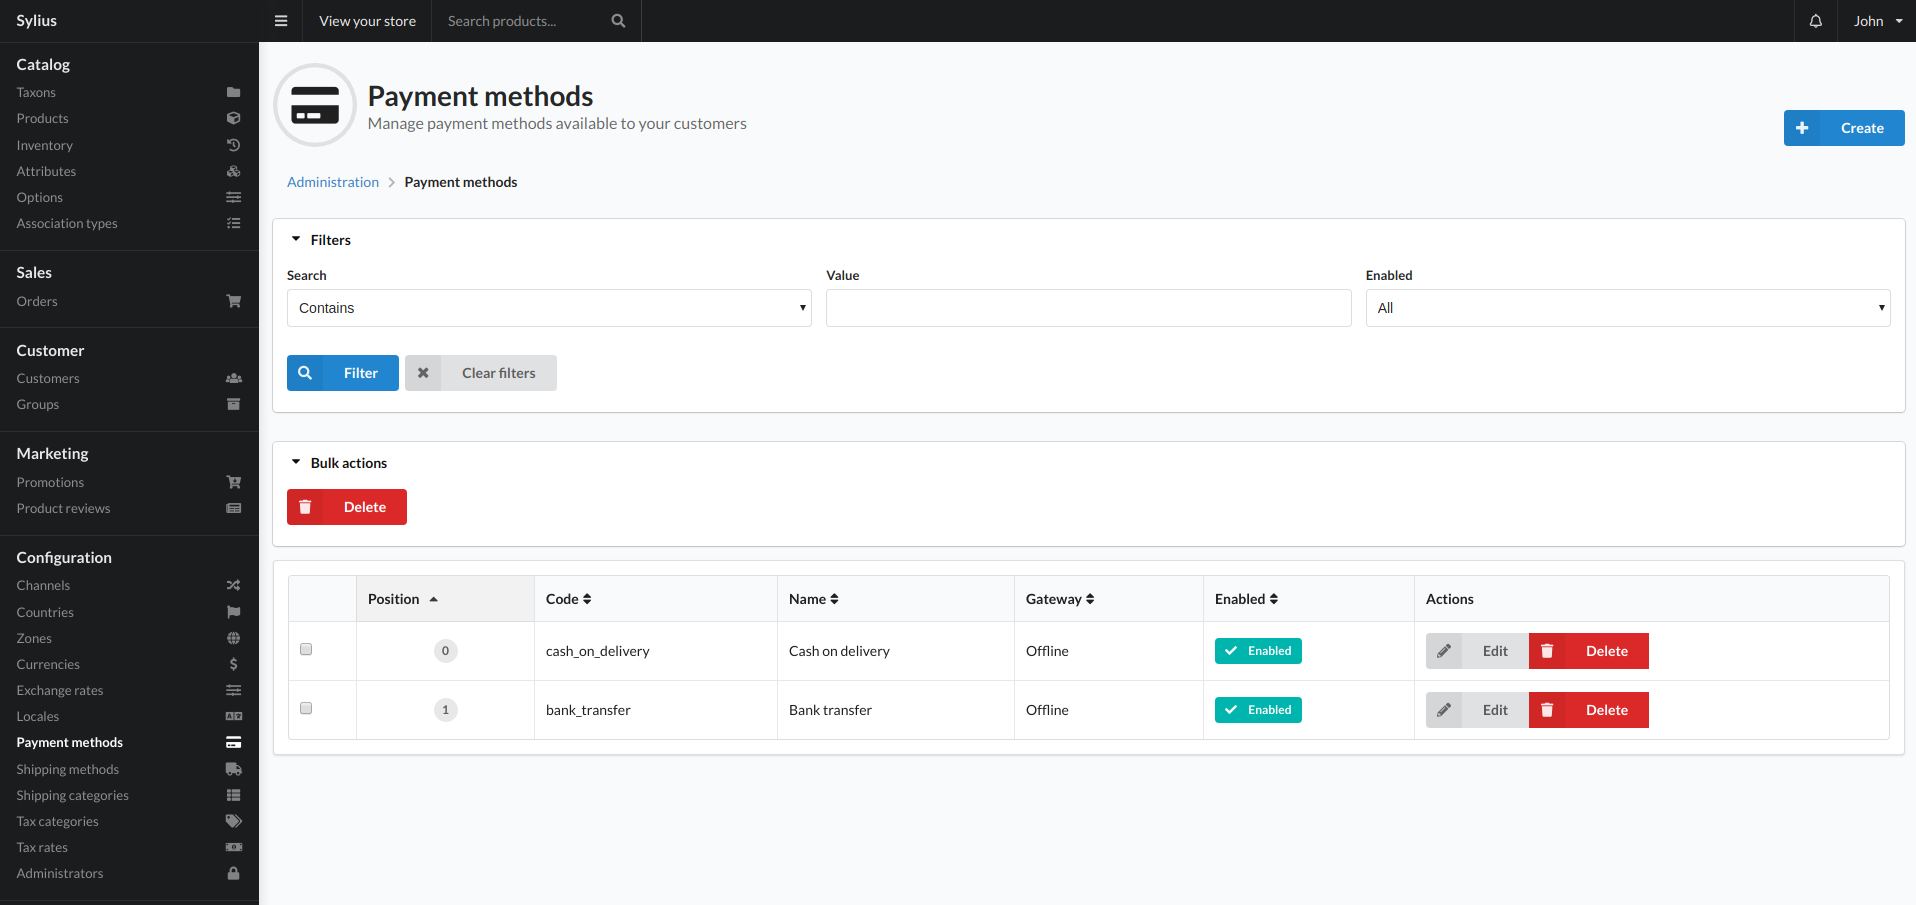 Sylius
View your store
Search products...
John
Catalog
Taxons
Products
Inventory
Attributes
Options
Association types
Sales
Orders
Customer
Customers
Groups
Marketing
Promotions
Product reviews
Configuration
Channels
Countries
Zones
Currencies
Exchange rates
Locales
Payment methods
Shipping methods
Shipping categories
Tax categories
Tax rates
Administrators
Payment methods
Manage payment methods available to your customers
Create
Administration > Payment methods
Filters
Search Value Enabled
Contains All
Filter Clear filters
Bulk actions
Delete
Position Code Name Gateway Enabled Actions
0 cash_on_delivery Cash on delivery Offline Enabled Edit Delete
1 bank_transfer Bank transfer Offline Enabled Edit Delete